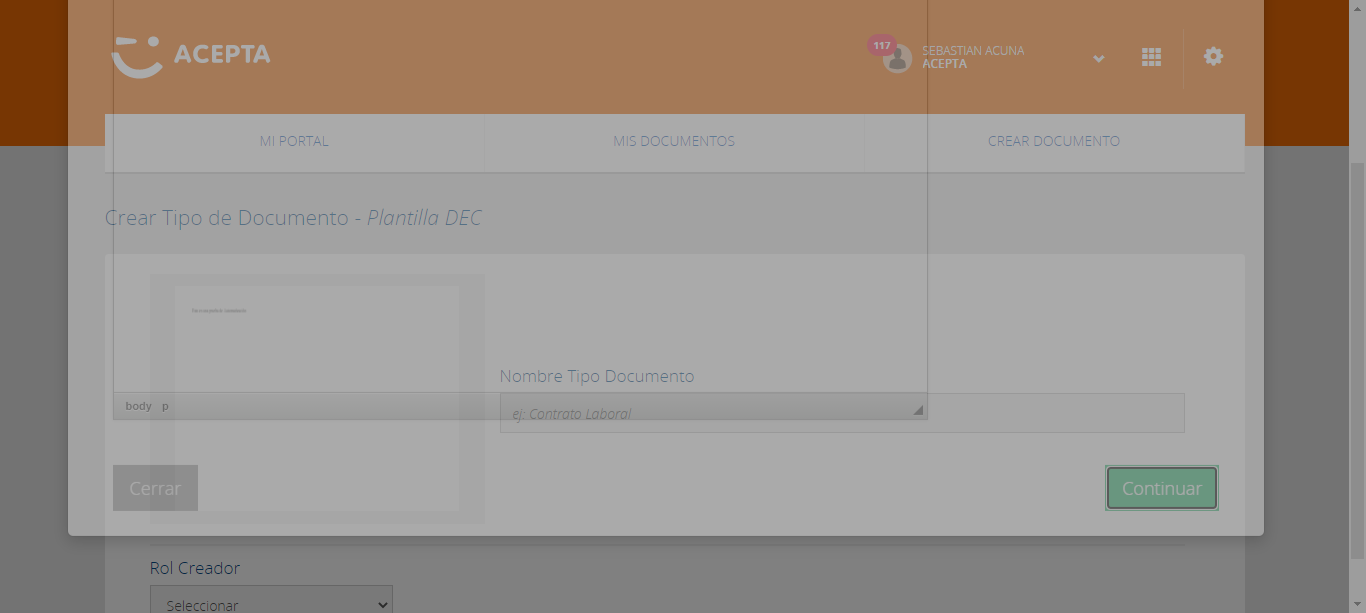 ACEPTA
117
SEBASTIAN ACUNA
ACEPTA
MI PORTAL
MIS DOCUMENTOS
CREAR DOCUMENTO
Crear Tipo de Documento - Plantilla DEC
Nombre Tipo Documento
body p
ej: Contrato Laboral
Cerrar
Continuar
Rol Creador
Seleccionar